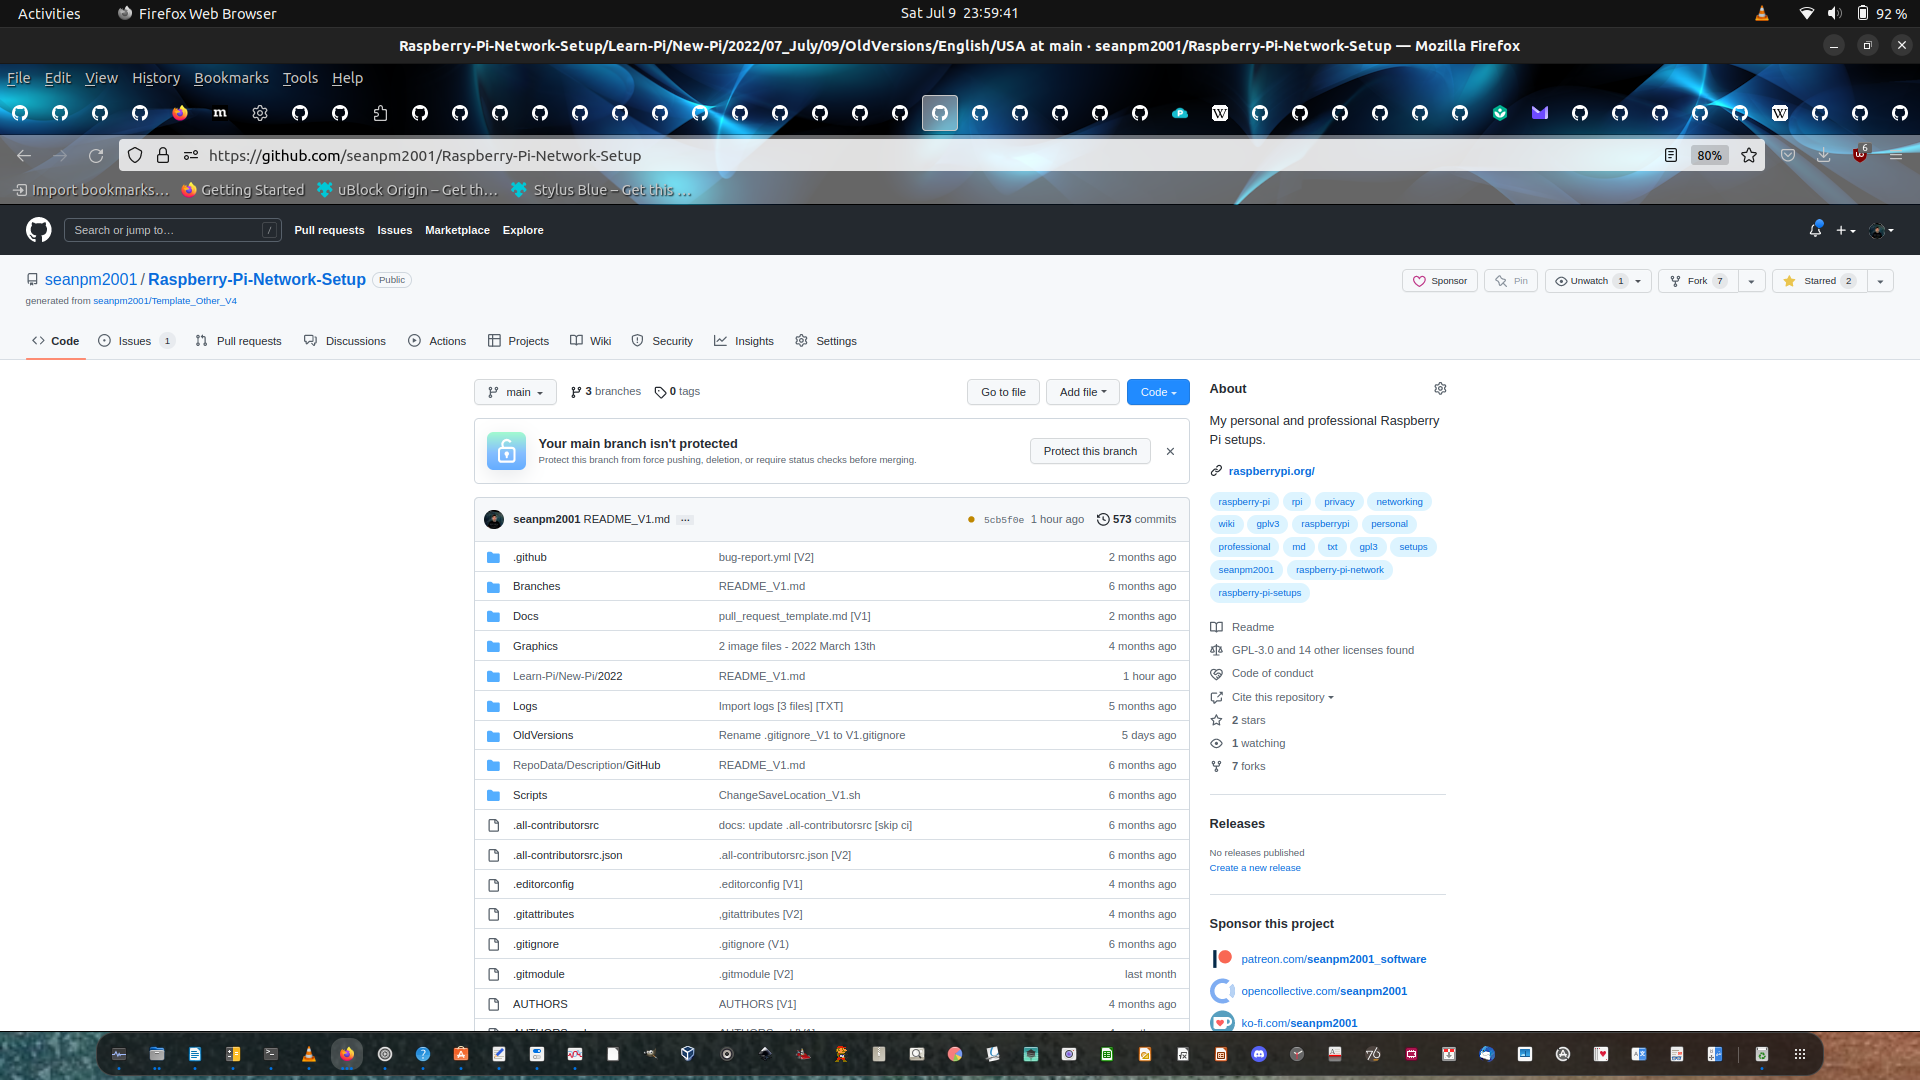 Activities Firefox Web Browser Sat Jul 9 23:59:41 92 %
Raspberry-Pi-Network-Setup/Learn-Pi/New-Pi/2022/07_July/09/OldVersions/English/USA at main · seanpm2001/Raspberry-Pi-Network-Setup — Mozilla Firefox
File Edit View History Bookmarks Tools Help
https://github.com/seanpm2001/Raspberry-Pi-Network-Setup 80% 6
Import bookmarks... Getting Started uBlock Origin – Get th... Stylus Blue – Get this ...
Search or jump to... / Pull requests Issues Marketplace Explore
seanpm2001 / Raspberry-Pi-Network-Setup Public Sponsor Pin Unwatch 1 Fork 7 Starred 2
generated from seanpm2001/Template_Other_V4
Code Issues 1 Pull requests Discussions Actions Projects Wiki Security Insights Settings
main 3 branches 0 tags Go to file Add file Code
Your main branch isn't protected
Protect this branch from force pushing, deletion, or require status checks before merging.
Protect this branch
seanpm2001 README_V1.md ... 5cb5f0e 1 hour ago 573 commits
.github bug-report.yml [V2] 2 months ago
Branches README_V1.md 6 months ago
Docs pull_request_template.md [V1] 2 months ago
Graphics 2 image files - 2022 March 13th 4 months ago
Learn-Pi/New-Pi/2022 README_V1.md 1 hour ago
Logs Import logs [3 files] [TXT] 5 months ago
OldVersions Rename .gitignore_V1 to V1.gitignore 5 days ago
RepoData/Description/GitHub README_V1.md 6 months ago
Scripts ChangeSaveLocation_V1.sh 6 months ago
.all-contributorsrc docs: update .all-contributorsrc [skip ci] 6 months ago
.all-contributorsrc.json .all-contributorsrc.json [V2] 6 months ago
.editorconfig .editorconfig [V1] 4 months ago
.gitattributes ,gitattributes [V2] 4 months ago
.gitignore .gitignore (V1) 6 months ago
.gitmodule .gitmodule [V2] last month
AUTHORS AUTHORS [V1] 4 months ago
About
My personal and professional Raspberry
Pi setups.
raspberrypi.org/
raspberry-pi rpi privacy networking
wiki gplv3 raspberrypi personal
professional md txt gpl3 setups
seanpm2001 raspberry-pi-network
raspberry-pi-setups
Readme
GPL-3.0 and 14 other licenses found
Code of conduct
Cite this repository
2 stars
1 watching
7 forks
Releases
No releases published
Create a new release
Sponsor this project
patreon.com/seanpm2001_software
opencollective.com/seanpm2001
ko-fi.com/seanpm2001